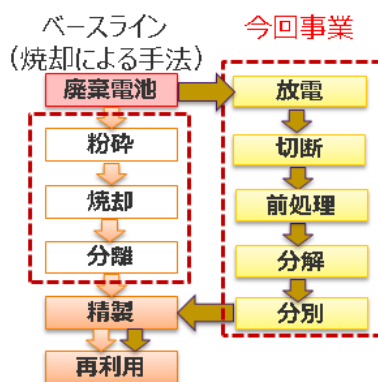 ベースライン
(焼却による手法)
廃棄電池
粉砕
焼却
分離
精製
再利用
今回事業
放電
切断
前処理
分解
分別